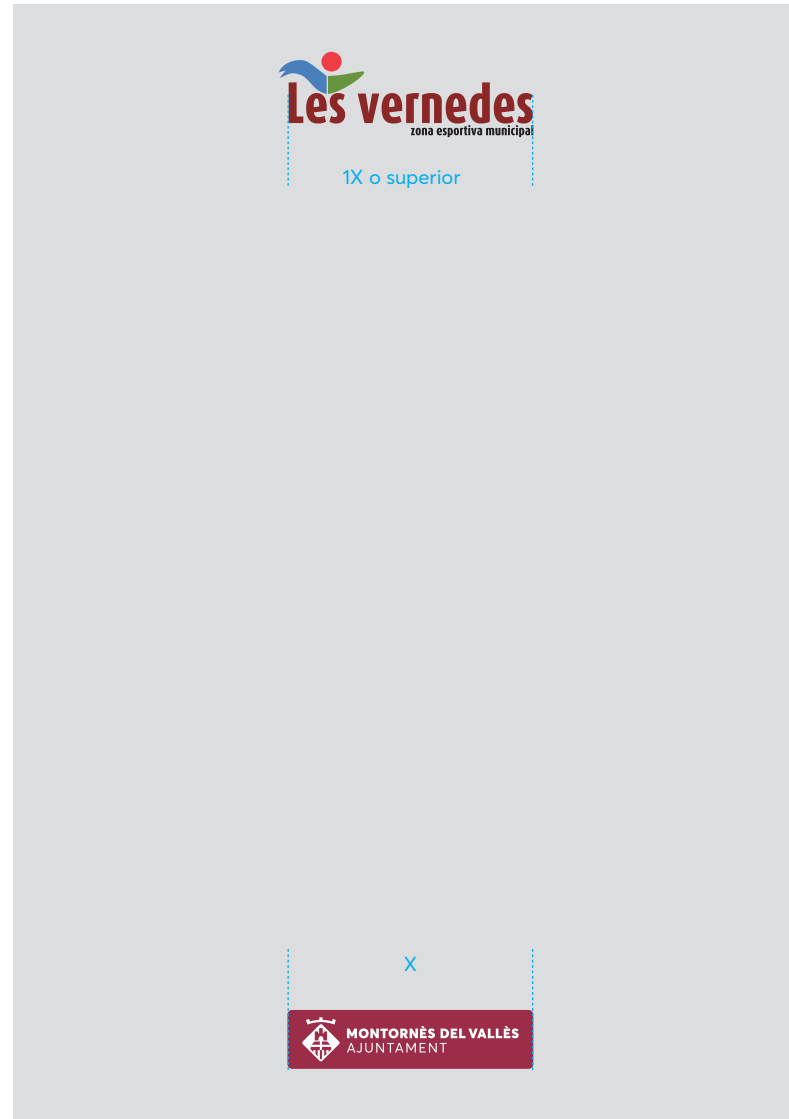 Les vernedes
zona esportiva municipal
1X o superior
X
MONTORNÈS DEL VALLÈS
AJUNTAMENT